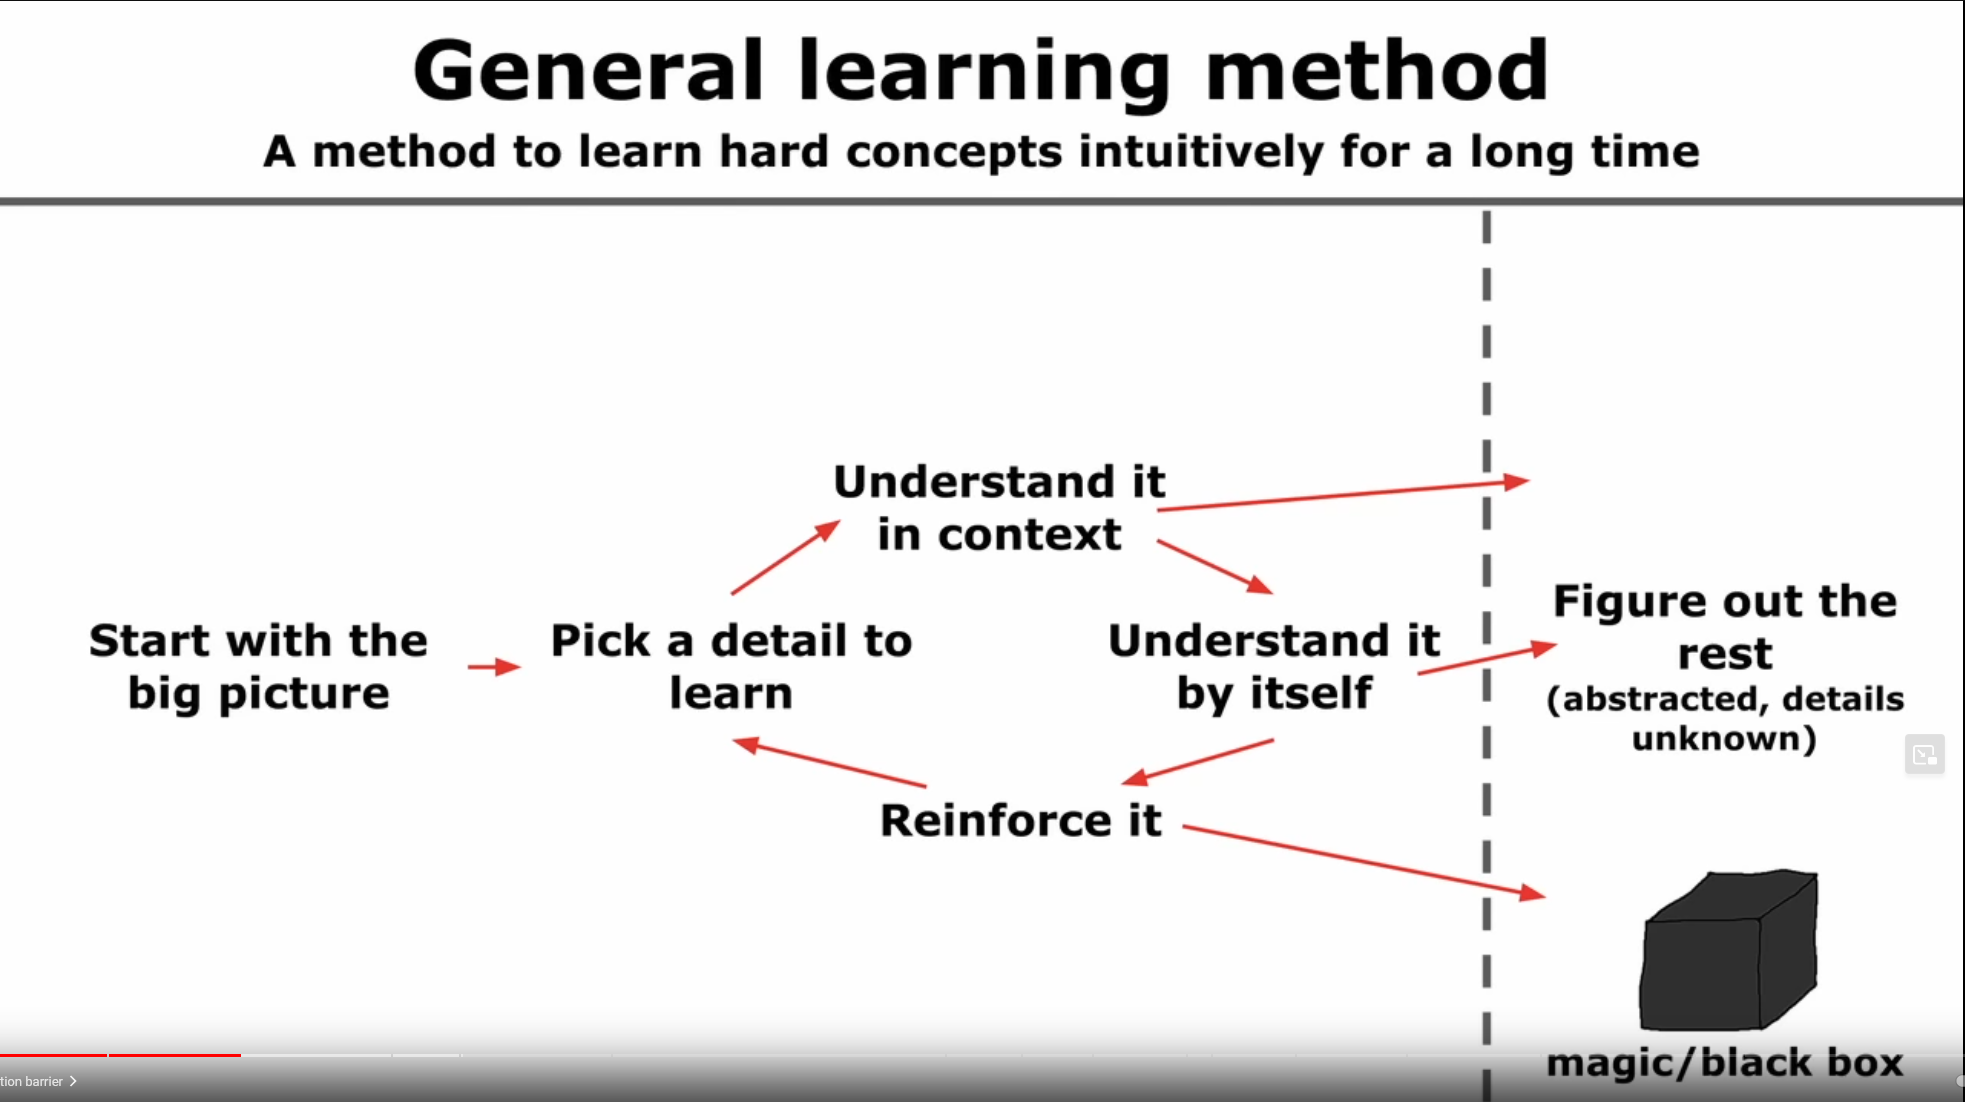 General learning method
A method to learn hard concepts intuitively for a long time
Understand it
in context
Start with the
big picture
Pick a detail to
learn
Understand it
by itself
Reinforce it
Figure out the
rest
(abstracted, details
unknown)
magic/black box
tion barrier